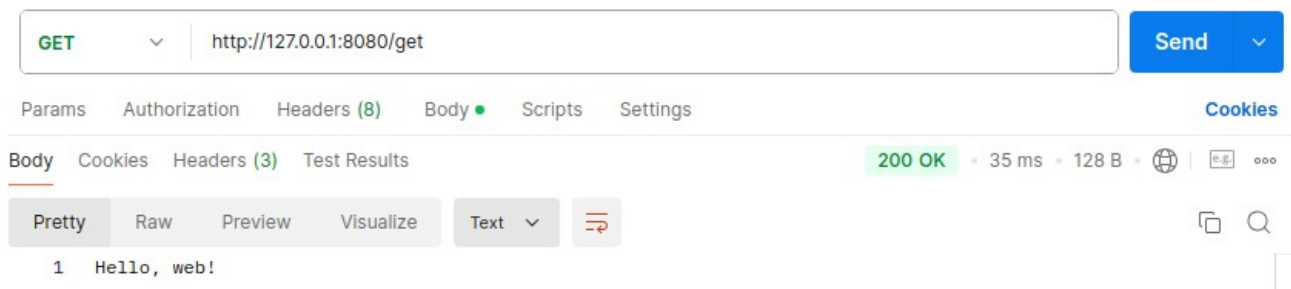 GET http://127.0.0.1:8080/get Send
Params Authorization Headers (8) Body Scripts Settings Cookies
Body Cookies Headers (3) Test Results 200 OK 35 ms 128 B e.g.
Pretty Raw Preview Visualize Text
1 Hello, web!